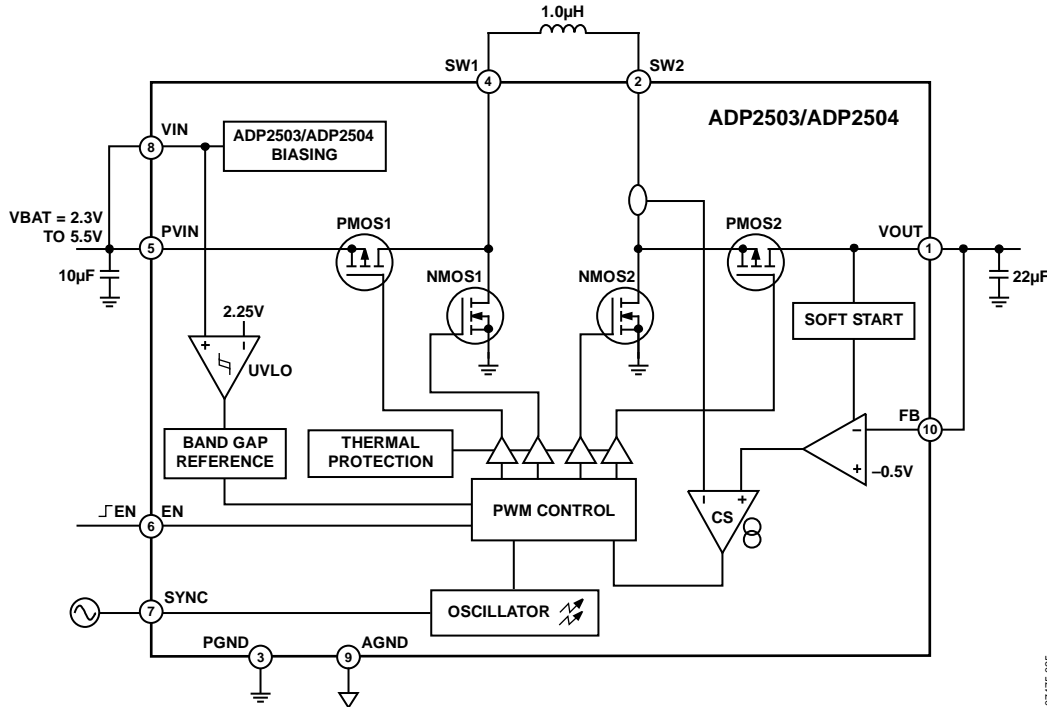 1.0µH
SW1
SW2
4
2
ADP2503/ADP2504
VIN
8
ADP2503/ADP2504
BIASING
VBAT = 2.3V
TO 5.5V
PVIN
5
PMOS1
PMOS2
VOUT
1
10µF
NMOS1
NMOS2
22µF
2.25V
SOFT START
+
–
UVLO
FB
10
–
+
–0.5V
BAND GAP
REFERENCE
THERMAL
PROTECTION
PWM CONTROL
–
+
CS
EN
EN
6
SYNC
7
OSCILLATOR
PGND
3
AGND
9